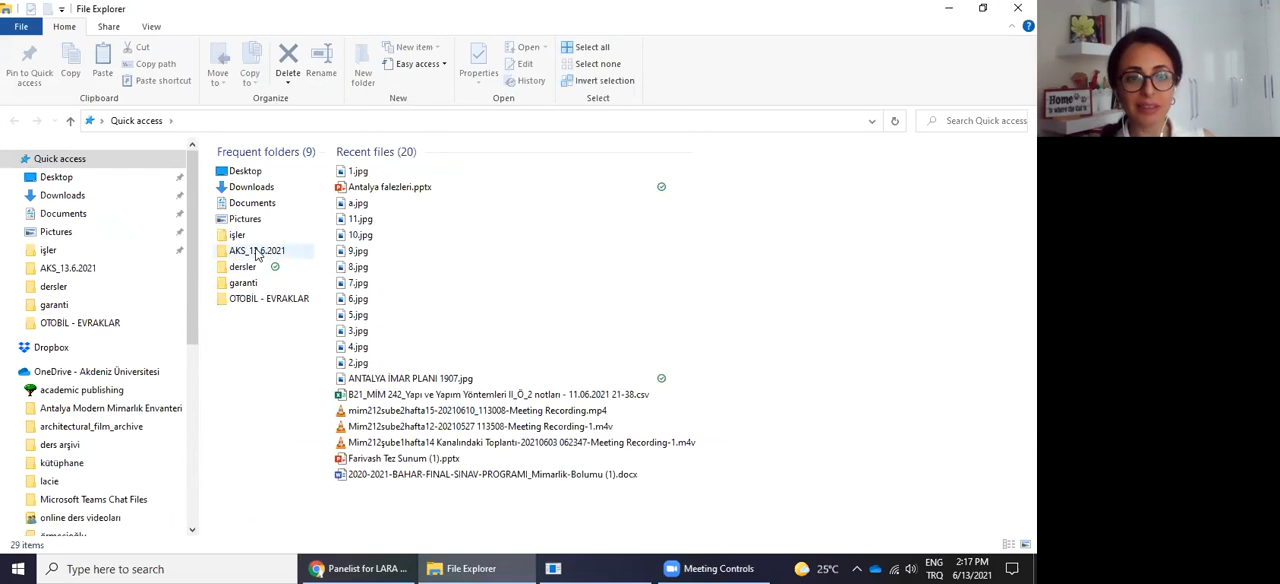 File Explorer
File
Home
Share
View
Pin to Quick access
Copy
Paste
Cut
Copy path
Paste shortcut
Clipboard
Move to
Copy to
Delete
Rename
Organize
New folder
New item
Easy access
New
Properties
Open
Edit
History
Open
Select all
Select none
Invert selection
Select
Quick access
Search Quick access
Quick access
Desktop
Downloads
Documents
Pictures
işler
AKS_13.6.2021
dersler
garanti
OTOBİL - EVRAKLAR
Dropbox
OneDrive - Akdeniz Üniversitesi
academic publishing
Antalya Modern Mimarlık Envanteri
architectural_film_archive
ders arşivi
kütüphane
lacie
Microsoft Teams Chat Files
online ders videoları
Frequent folders (9)
Desktop
Downloads
Documents
Pictures
işler
AKS_13.6.2021
dersler
garanti
OTOBİL - EVRAKLAR
Recent files (20)
1.jpg
Antalya falezleri.pptx
a.jpg
11.jpg
10.jpg
9.jpg
8.jpg
7.jpg
6.jpg
5.jpg
3.jpg
4.jpg
2.jpg
ANTALYA İMAR PLANI 1907.jpg
B21_MİM 242_Yapı ve Yapım Yöntemleri II_Ö_2 notları - 11.06.2021 21-38.csv
mim212sube2hafta15-20210610_113008-Meeting Recording.mp4
Mim212sube2hafta12-20210527 113508-Meeting Recording-1.m4v
Mim212şube1hafta14 Kanalındaki Toplantı-20210603 062347-Meeting Recording-1.m4v
Farivash Tez Sunum (1).pptx
2020-2021-BAHAR-FINAL-SINAV-PROGRAMI_Mimarlik-Bolumu (1).docx
29 items
Home
Type here to search
Panelist for LARA ...
File Explorer
Meeting Controls
25°C
ENG
TRQ
2:17 PM
6/13/2021